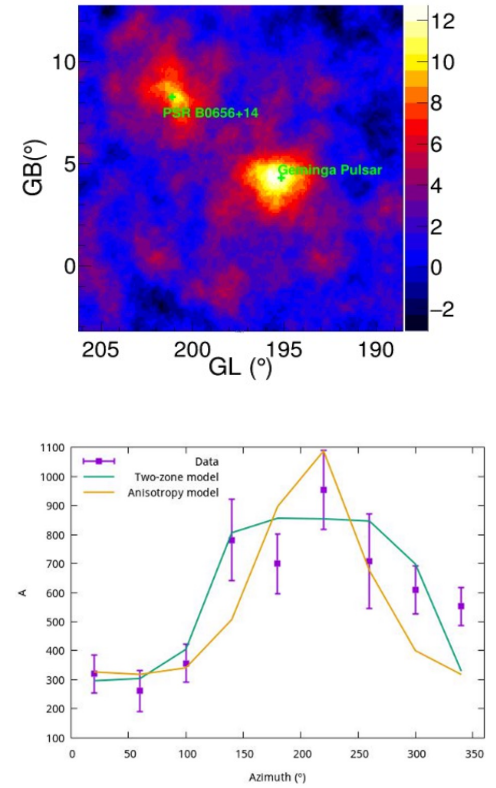 12
10
8
6
4
2
0
−2
10
5
0
GB(°)
PSR B0656+14
Geminga Pulsar
205 200 195 190
GL (°)
1100
1000
900
800
700
600
500
400
300
200
100
A
Data
Two-zone model
Anisotropy model
0 50 100 150 200 250 300 350
Azimuth (°)